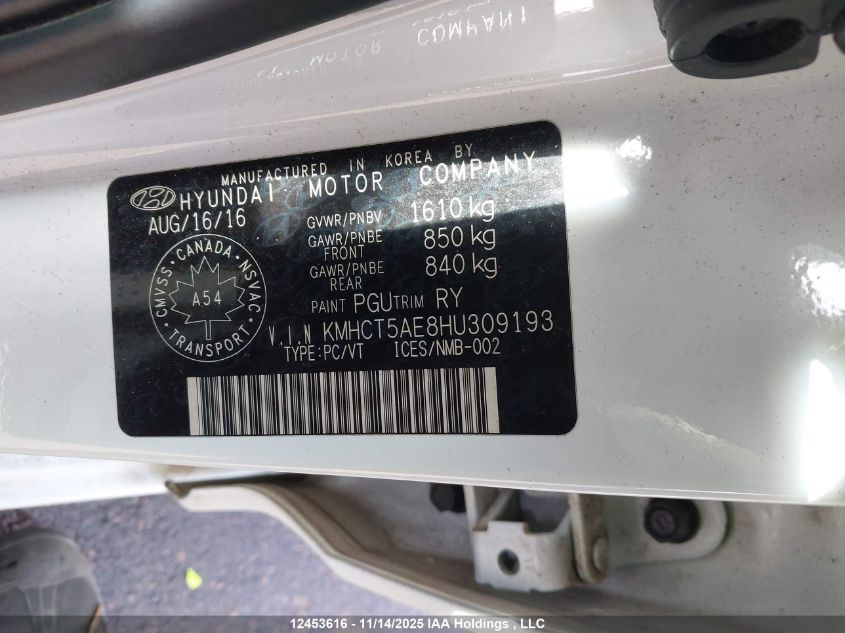 MANUFACTURED IN KOREA BY
HYUNDAI MOTOR COMPANY
AUG/16/16
GVWR/PNBV 1610 kg
GAWR/PNBE FRONT 850 kg
GAWR/PNBE REAR 840 kg
CMVSS · CANADA · NSVAC
A54
TRANSPORT
PAINT PGU TRIM RY
V.I.N KMHCT5AE8HU309193
TYPE:PC/VT ICES/NMB-002
12453616 - 11/14/2025 IAA Holdings , LLC